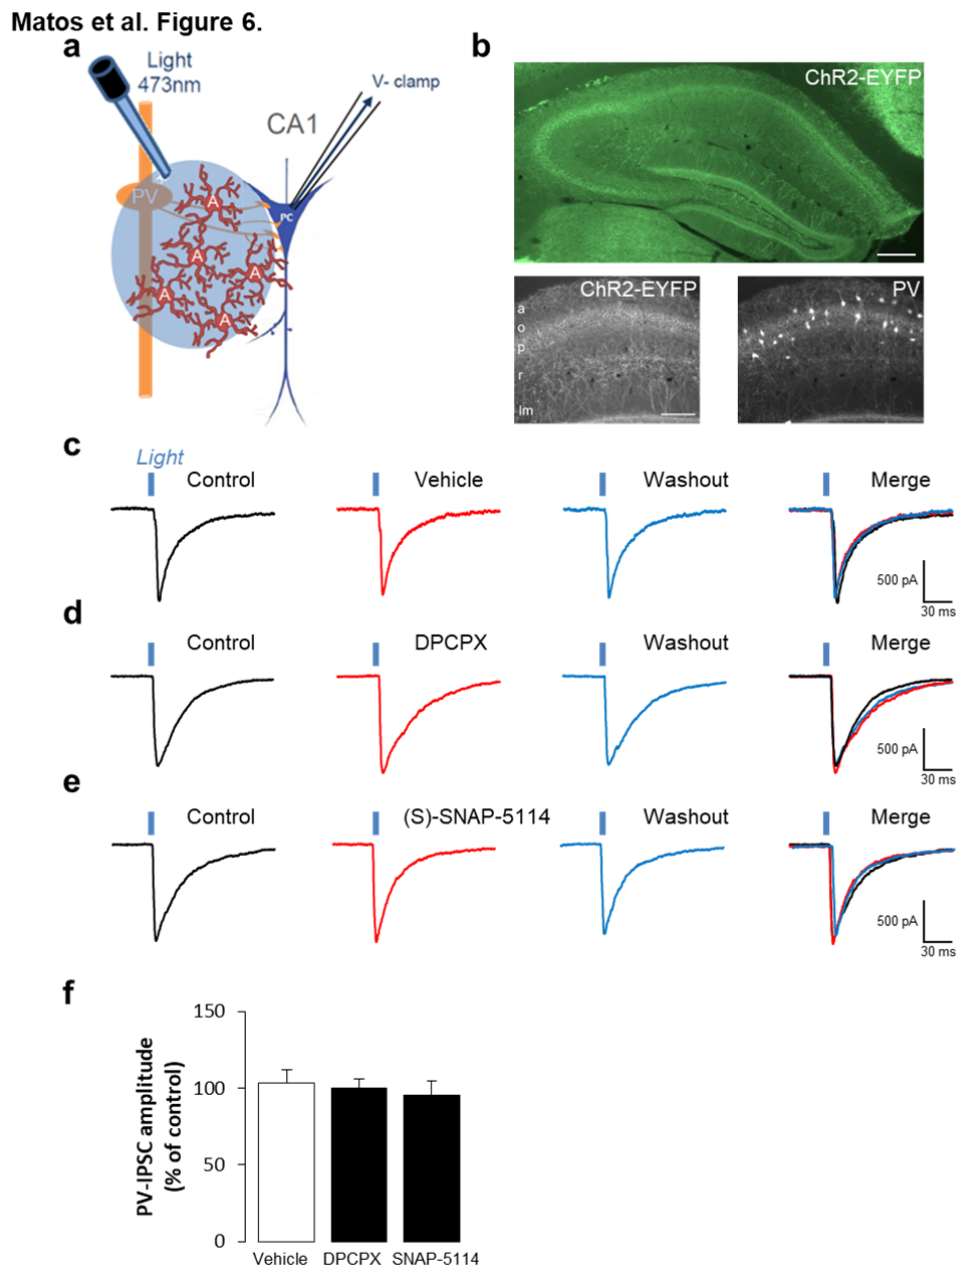 Matos et al. Figure 6.
a
Light
473nm
V- clamp
CA1
PV
PC
A
A
A
A
A
b
ChR2-EYFP
ChR2-EYFP
a
o
p
r
lm
PV
c
Light
Control
Vehicle
Washout
Merge
500 pA
30 ms
d
Control
DPCPX
Washout
Merge
500 pA
30 ms
e
Control
(S)-SNAP-5114
Washout
Merge
500 pA
30 ms
f
PV-IPSC amplitude
(% of control)
150
100
50
0
Vehicle
DPCPX
SNAP-5114